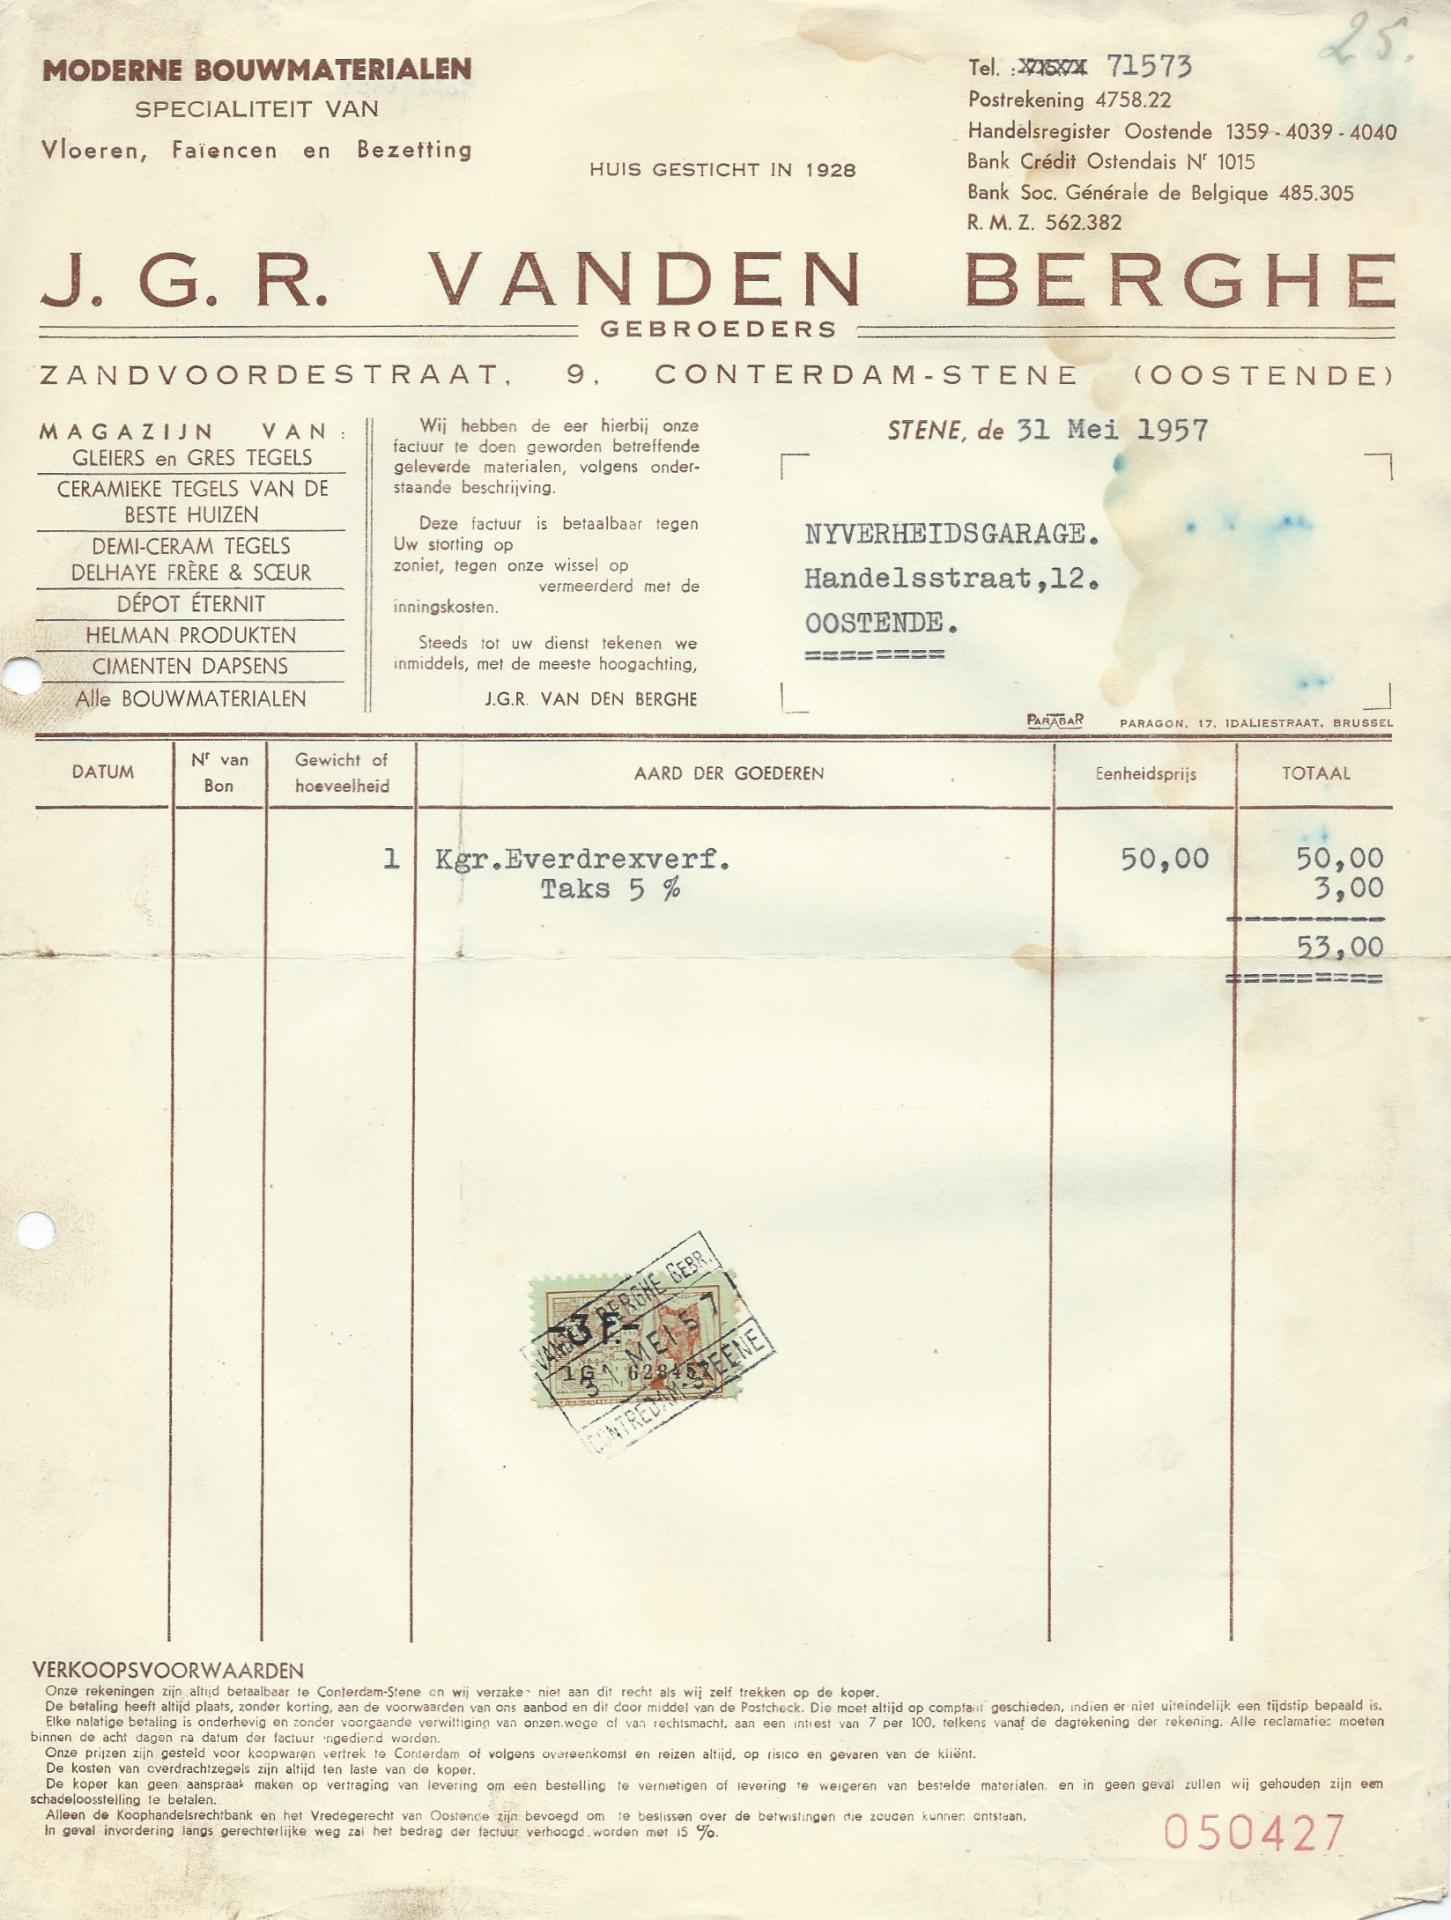 25.
MODERNE BOUWMATERIALEN
SPECIALITEIT VAN
Vloeren, Faïencen en Bezetting
HUIS GESTICHT IN 1928
Tel. : 71573
Postrekening 4758.22
Handelsregister Oostende 1359 - 4039 - 4040
Bank Crédit Ostendais Nr 1015
Bank Soc. Générale de Belgique 485.305
R. M. Z. 562.382
J. G. R. VANDEN BERGHE
GEBROEDERS
ZANDVOORDESTRAAT, 9, CONTERDAM-STENE (OOSTENDE)
MAGAZIJN VAN :
GLEIERS en GRES TEGELS
CERAMIEKE TEGELS VAN DE
BESTE HUIZEN
DEMI-CERAM TEGELS
DELHAYE FRÈRE & SŒUR
DÉPOT ÉTERNIT
HELMAN PRODUKTEN
CIMENTEN DAPSENS
Alle BOUWMATERIALEN
Wij hebben de eer hierbij onze
factuur te doen geworden betreffende
geleverde materialen, volgens onder-
staande beschrijving.
Deze factuur is betaalbaar tegen
Uw storting op
zoniet, tegen onze wissel op
vermeerderd met de
inningskosten.
Steeds tot uw dienst tekenen we
inmiddels, met de meeste hoogachting,
J.G.R. VAN DEN BERGHE
STENE, de 31 Mei 1957
NYVERHEIDSGARAGE.
Handelsstraat,12.
OOSTENDE.
========
PARABAR PARAGON, 17, IDALIESTRAAT, BRUSSEL
DATUM Nr van Bon Gewicht of hoeveelheid AARD DER GOEDEREN Eenheidsprijs TOTAAL
1 Kgr.Everdrexverf. 50,00 50,00
Taks 5 % 3,00
---------
53,00
=========
VANDEN BERGHE GEBR.
3 F.-
31 MEI 57
1G1 628457
CONTREDAM-STEENE
VERKOOPSVOORWAARDEN
Onze rekeningen zijn altijd betaalbaar te Conterdam-Stene en wij verzaken niet aan dit recht als wij zelf trekken op de koper.
De betaling heeft altijd plaats, zonder korting, aan de voorwaarden van ons aanbod en dit door middel van de Postcheck. Die moet altijd op comptant geschieden, indien er niet uiteindelijk een tijdstip bepaald is.
Elke nalatige betaling is onderhevig en zonder voorgaande verwittiging van onzen wege of van rechtsmacht, aan een intrest van 7 per 100, telkens vanaf de dagtekening der rekening. Alle reclamaties moeten
binnen de acht dagen na datum der factuur ingediend worden.
Onze prijzen zijn gesteld voor koopwaren vertrek te Conterdam of volgens overeenkomst en reizen altijd, op risico en gevaren van de kliënt.
De kosten van overdrachtzegels zijn altijd ten laste van de koper.
De koper kan geen aanspraak maken op vertraging van levering om een bestelling te vernietigen of levering te weigeren van bestelde materialen, en in geen geval zullen wij gehouden zijn een
schadeloosstelling te betalen.
Alleen de Koophandelsrechtbank en het Vredegerecht van Oostende zijn bevoegd om te beslissen over de betwistingen die zouden kunnen ontstaan.
In geval invordering langs gerechterlijke weg zal het bedrag der factuur verhoogd worden met 15 %.
050427